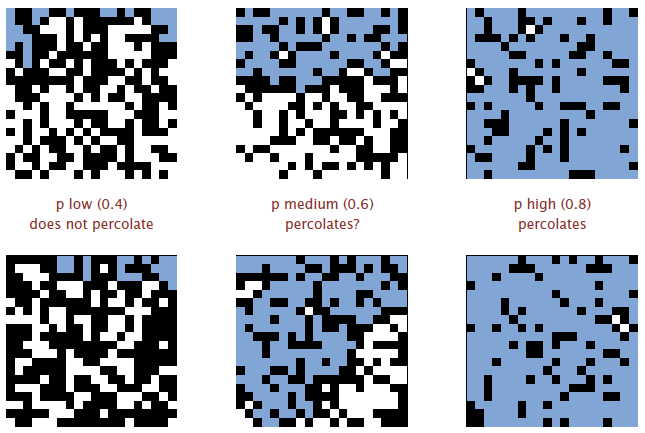 p low (0.4)
does not percolate
p medium (0.6)
percolates?
p high (0.8)
percolates